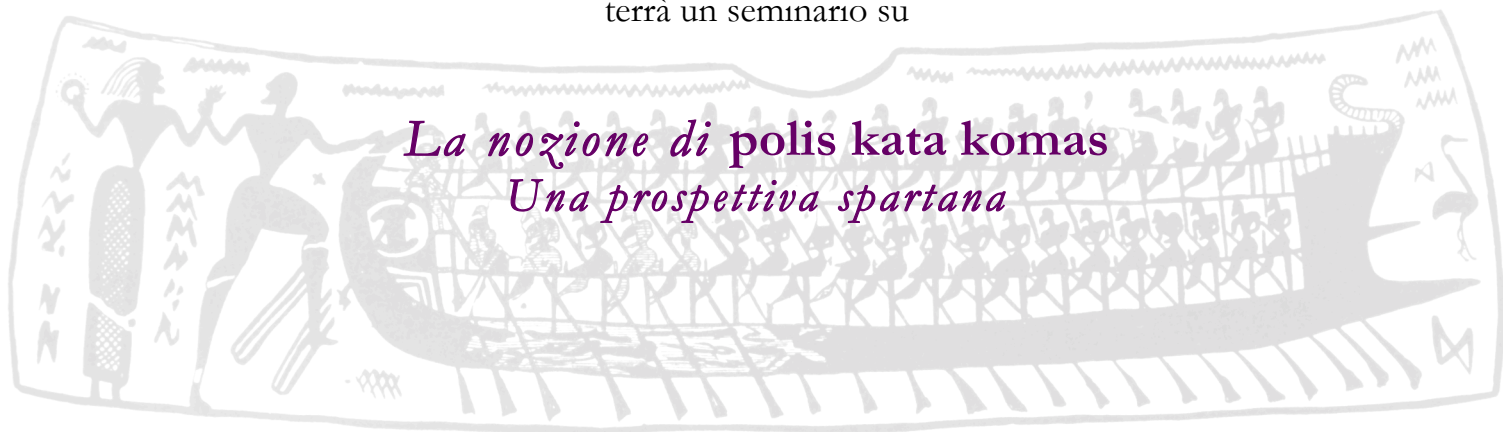 terrà un seminario su
La nozione di polis kata komas
Una prospettiva spartana